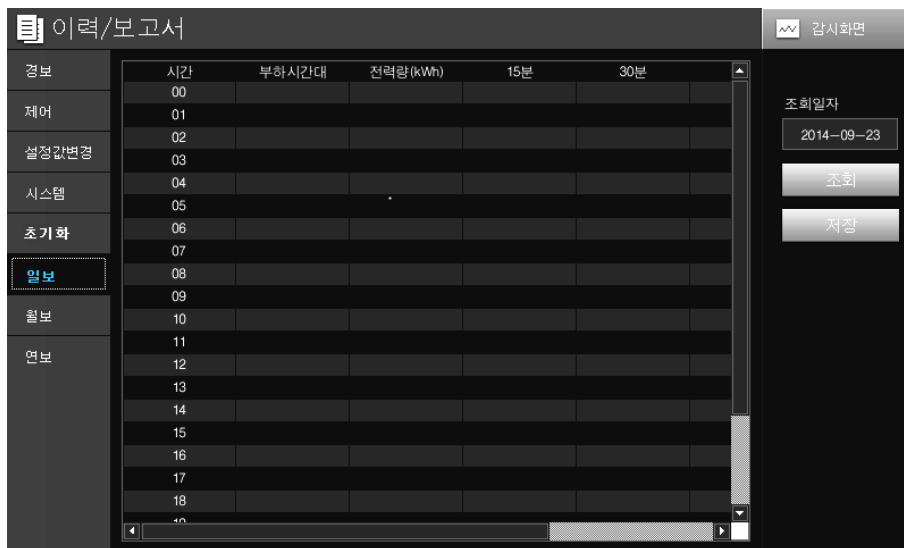 이력/보고서
감시화면
경보
제어
설정값변경
시스템
초기화
일보
월보
연보
시간 부하시간대 전력량(kWh) 15분 30분
00
01
02
03
04
05
06
07
08
09
10
11
12
13
14
15
16
17
18
19
조회일자
2014-09-23
조회
저장